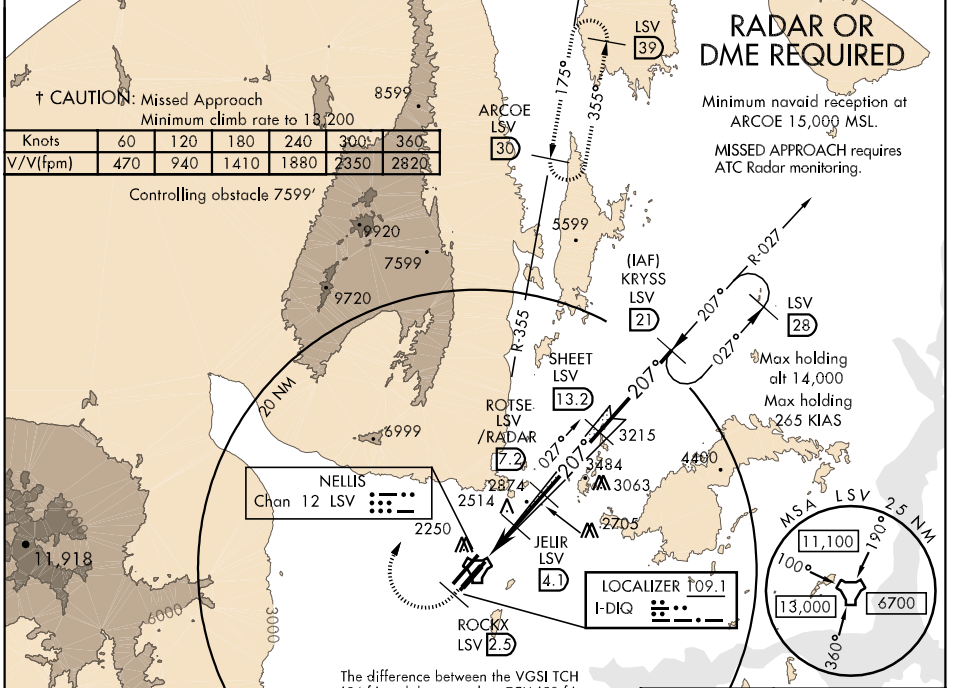 RADAR OR
DME REQUIRED
Minimum navaid reception at
ARCOE 15,000 MSL.
MISSED APPROACH requires
ATC Radar monitoring.
† CAUTION: Missed Approach
Minimum climb rate to 13,200
Knots 60 120 180 240 300 360
V/V(fpm) 470 940 1410 1880 2350 2820
Controlling obstacle 7599'
8599
ARCOE
LSV
30
LSV
39
175°
355°
5599
9920
7599
9720
R-355
R-027
(IAF)
KRYSS
LSV
21
207°
027°
LSV
28
Max holding
alt 14,000
Max holding
265 KIAS
20 NM
SHEET
LSV
13.2
207°
ROTSE
LSV
/RADAR
7.2
027°
207°
3215
6999
3484
3063
4400
2874
2514
2705
NELLIS
Chan 12 LSV
2250
11,918
JELIR
LSV
4.1
LOCALIZER 109.1
I-DIQ
ROCKX
LSV 2.5
6000
3000
MSA LSV 25 NM
11,100
190°
100°
13,000
6700
360°
The difference between the VGSI TCH